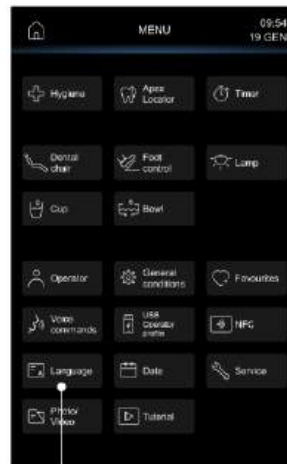 MENU
09:54
19 GEN
Hygiene
Apex
Locator
Timer
Dental
chair
Foot
control
Lamp
Cup
Bowl
Operator
General
conditions
Favourites
Voice
commands
USB
Operator
profile
NFC
Language
Date
Service
Photo/
Video
Tutorial